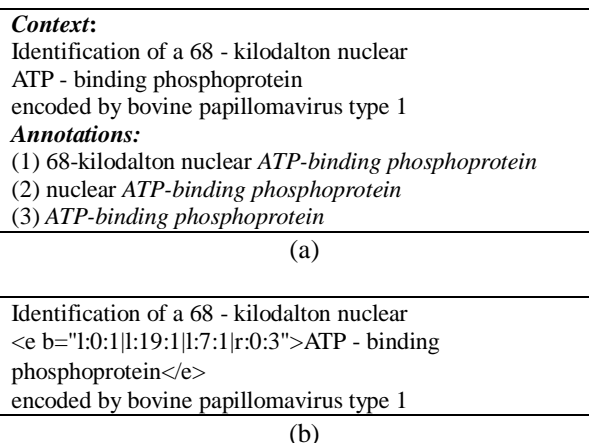 Context:
Identification of a 68 - kilodalton nuclear
ATP - binding phosphoprotein
encoded by bovine papillomavirus type 1
Annotations:
(1) 68-kilodalton nuclear ATP-binding phosphoprotein
(2) nuclear ATP-binding phosphoprotein
(3) ATP-binding phosphoprotein
(a)
Identification of a 68 - kilodalton nuclear
<e b="l:0:1|l:19:1|l:7:1|r:0:3">ATP - binding
phosphoprotein</e>
encoded by bovine papillomavirus type 1
(b)